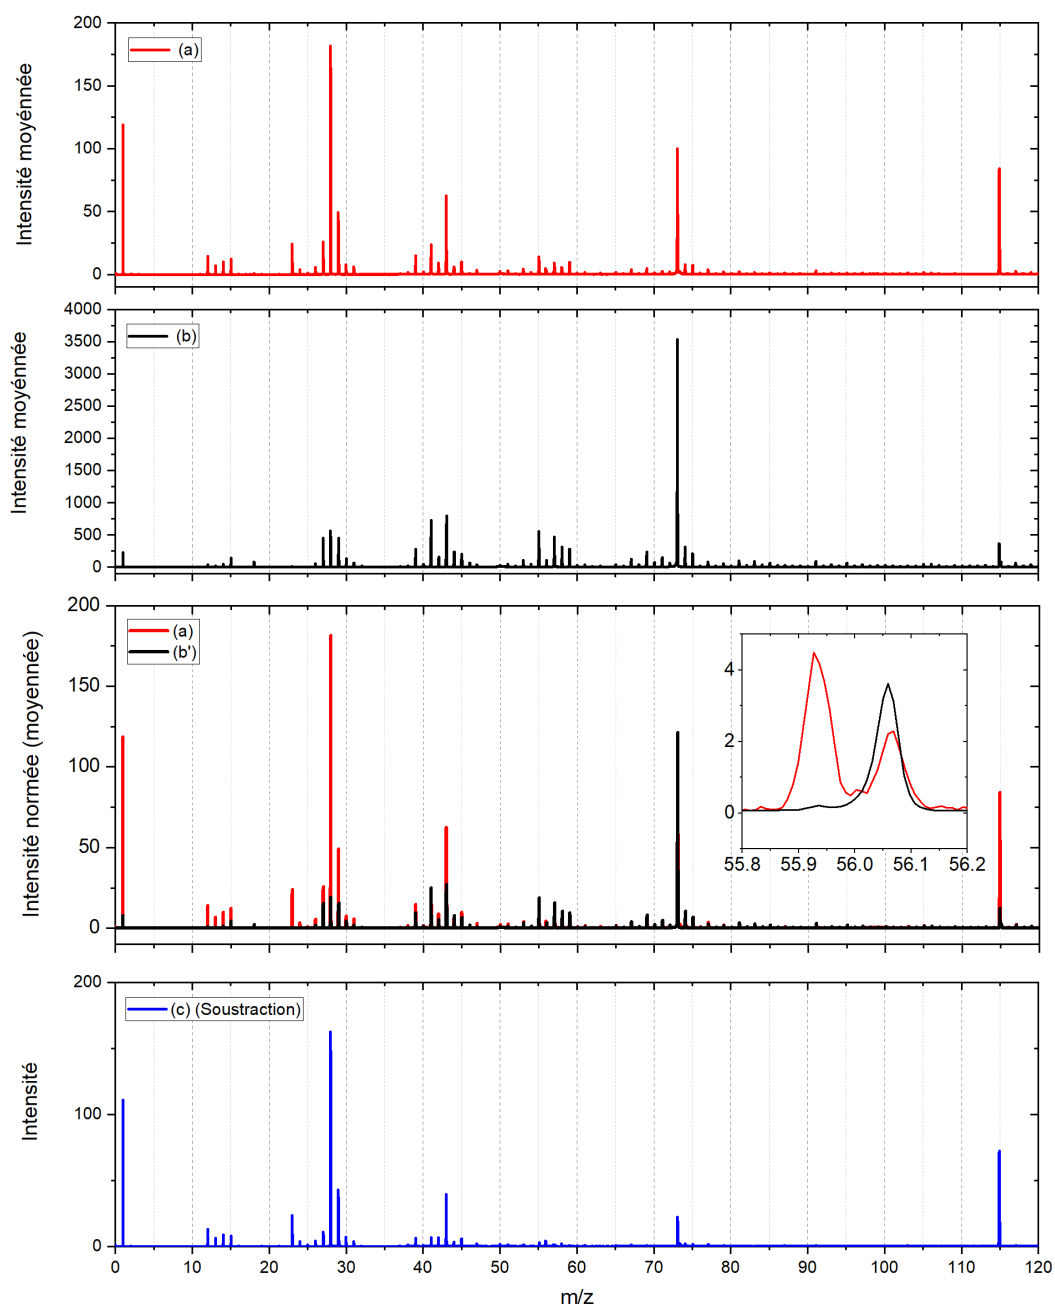 200
150
100
50
0
Intensité moyénnée
(a)
4000
3500
3000
2500
2000
1500
1000
500
0
Intensité moyénnée
(b)
200
150
100
50
0
Intensité normée (moyennée)
(a)
(b')
4
2
0
55.8 55.9 56.0 56.1 56.2
200
100
0
Intensité
(c) (Soustraction)
0 10 20 30 40 50 60 70 80 90 100 110 120
m/z